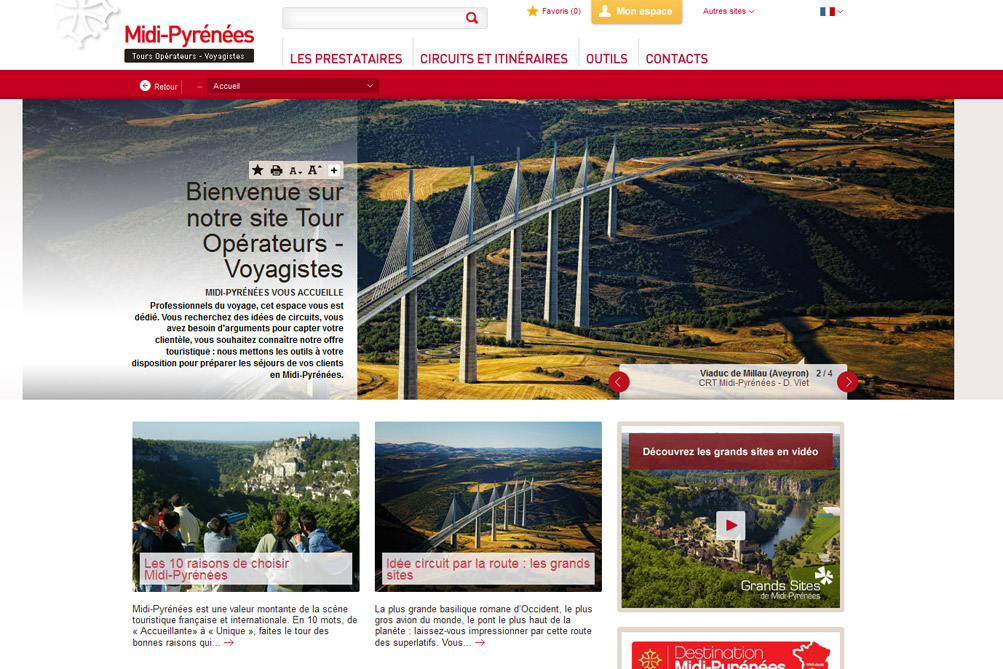 Favoris (0)
Mon espace
Autres sites
Midi-Pyrénées
Tours Opérateurs - Voyagistes
LES PRESTATAIRES
CIRCUITS ET ITINÉRAIRES
OUTILS
CONTACTS
Retour
Accueil
A
A
Bienvenue sur
notre site Tour
Opérateurs -
Voyagistes
MIDI-PYRÉNÉES VOUS ACCUEILLE
Professionnels du voyage, cet espace vous est
dédié. Vous recherchez des idées de circuits, vous
avez besoin d'arguments pour capter votre
clientèle, vous souhaitez connaître notre offre
touristique : nous mettons les outils à votre
disposition pour préparer les séjours de vos clients
en Midi-Pyrénées.
Viaduc de Millau (Aveyron) 2 / 4
CRT Midi-Pyrénées - D. Viet
Les 10 raisons de choisir
Midi-Pyrénées
Midi-Pyrénées est une valeur montante de la scène
touristique française et internationale. En 10 mots, de
« Accueillante» à « Unique », faites le tour des
bonnes raisons qui...
Idée circuit par la route : les grands
sites
La plus grande basilique romane d'Occident, le plus
gros avion du monde, le pont le plus haut de la
planète : laissez-vous impressionner par cette route
des superlatifs. Vous...
Découvrez les grands sites en vidéo
Grands Sites
de Midi-Pyrénées
Destination
Midi-Pyrénées
TOULOUSE